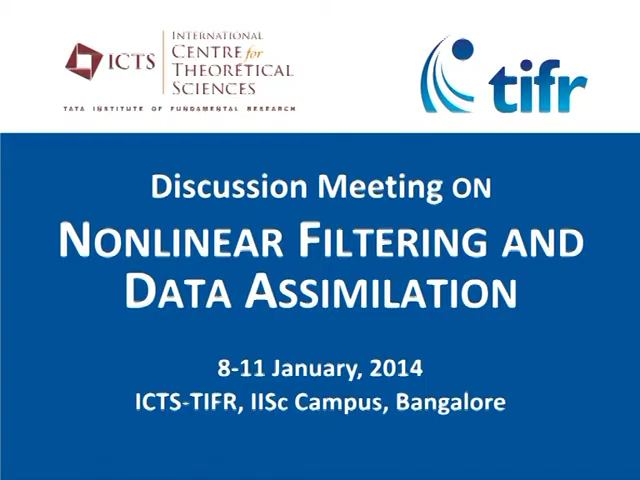 ICTS
INTERNATIONAL
CENTRE for
THEORETICAL
SCIENCES
TATA INSTITUTE OF FUNDAMENTAL RESEARCH
tifr
Discussion Meeting ON
NONLINEAR FILTERING AND
DATA ASSIMILATION
8-11 January, 2014
ICTS-TIFR, IISc Campus, Bangalore